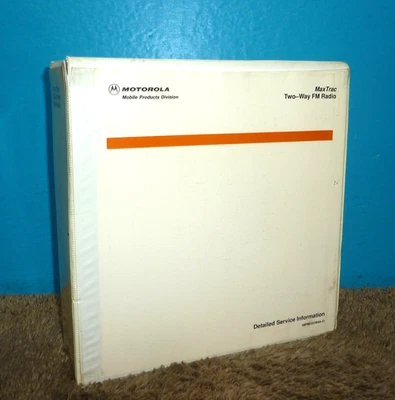 MOTOROLA
Mobile Products Division
MaxTrac
Two-Way FM Radio
Detailed Service Information